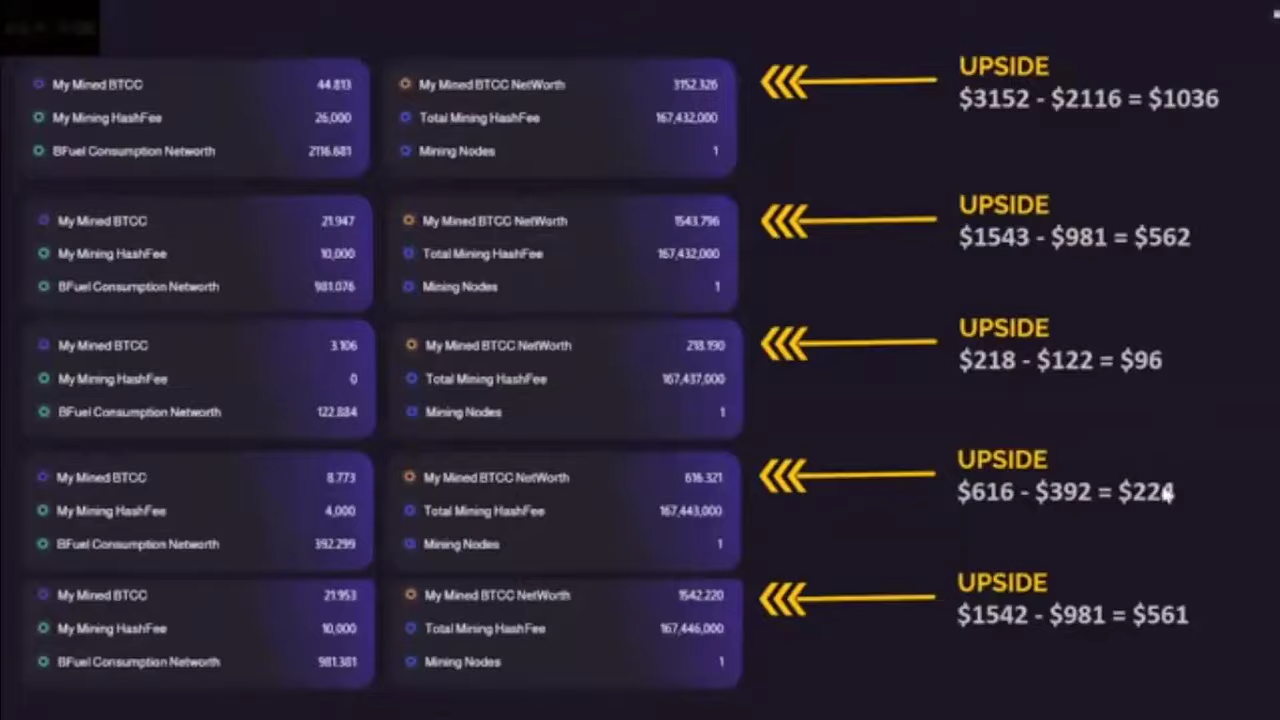 My Mined BTCC 44.813 My Mined BTCC NetWorth 3152.326
UPSIDE
$3152 - $2116 = $1036
My Mining HashFee 26,000 Total Mining HashFee 167,432,000
BFuel Consumption Networth 2116.681 Mining Nodes 1
My Mined BTCC 21.947 My Mined BTCC NetWorth 1543.796
UPSIDE
$1543 - $981 = $562
My Mining HashFee 10,000 Total Mining HashFee 167,432,000
BFuel Consumption Networth 981.076 Mining Nodes 1
My Mined BTCC 3.106 My Mined BTCC NetWorth 218.190
UPSIDE
$218 - $122 = $96
My Mining HashFee 0 Total Mining HashFee 167,437,000
BFuel Consumption Networth 122.884 Mining Nodes 1
My Mined BTCC 8.773 My Mined BTCC NetWorth 616.321
UPSIDE
$616 - $392 = $224
My Mining HashFee 4,000 Total Mining HashFee 167,443,000
BFuel Consumption Networth 392.299 Mining Nodes 1
My Mined BTCC 21.953 My Mined BTCC NetWorth 1542.220
UPSIDE
$1542 - $981 = $561
My Mining HashFee 10,000 Total Mining HashFee 167,446,000
BFuel Consumption Networth 981.381 Mining Nodes 1